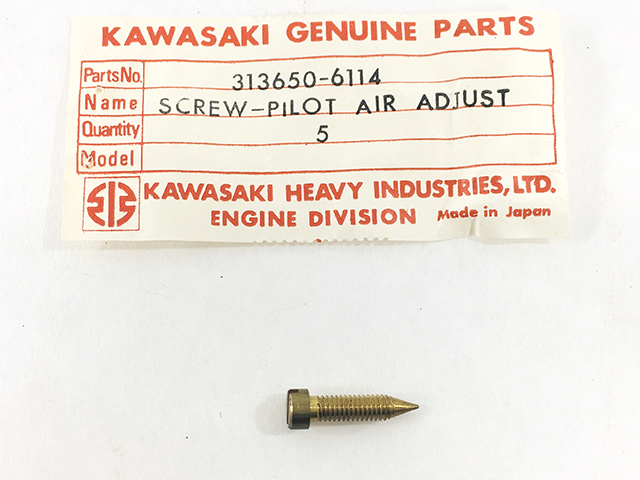 KAWASAKI GENUINE PARTS
Parts No. 313650-6114
Name SCREW-PILOT AIR ADJUST
Quantity 5
Model
KAWASAKI HEAVY INDUSTRIES, LTD.
ENGINE DIVISION Made in Japan